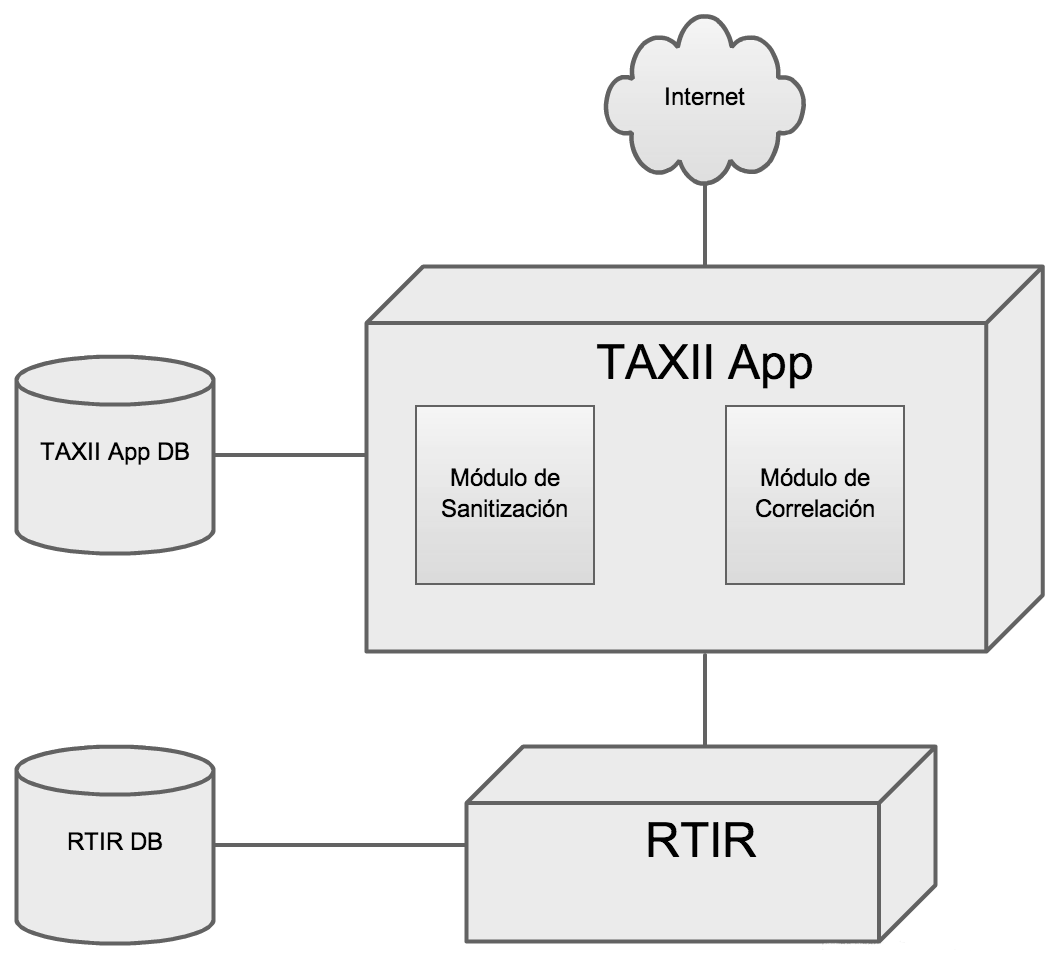 Internet
TAXII App
TAXII App DB
Módulo de
Sanitización
Módulo de
Correlación
RTIR DB
RTIR